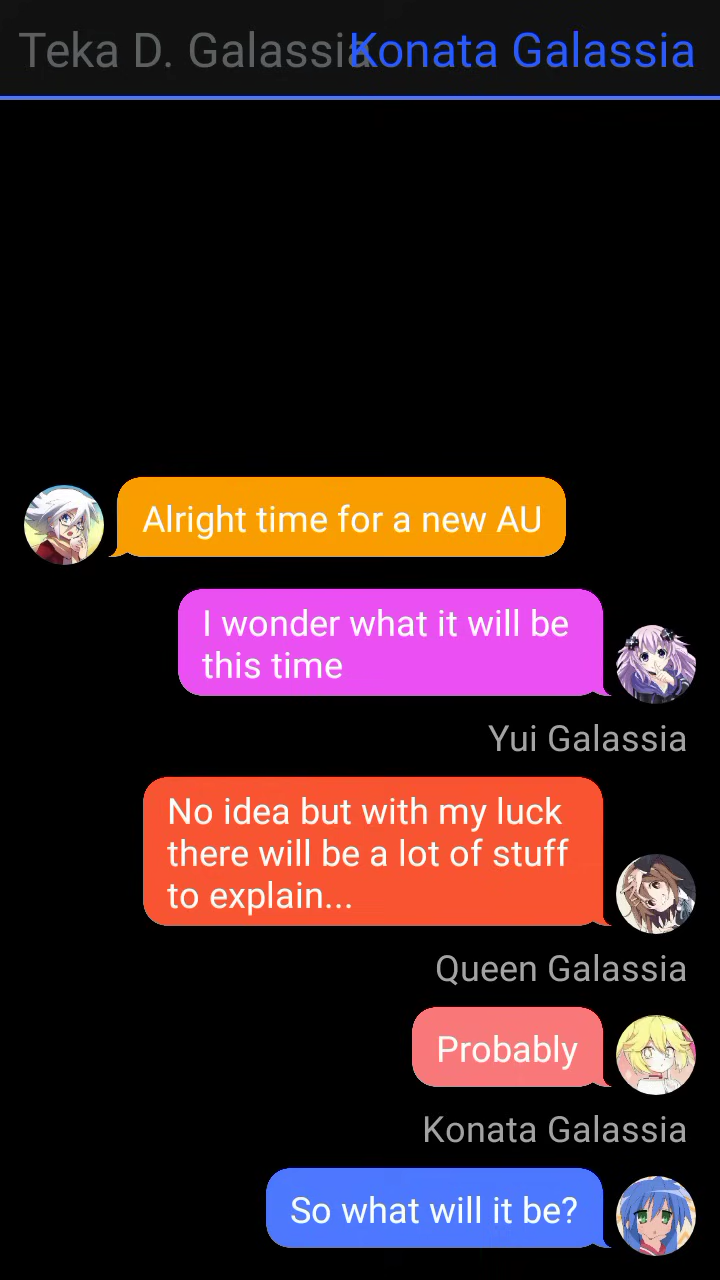 Teka D. Galassia
Konata Galassia
Alright time for a new AU
I wonder what it will be
this time
Yui Galassia
No idea but with my luck
there will be a lot of stuff
to explain...
Queen Galassia
Probably
Konata Galassia
So what will it be?